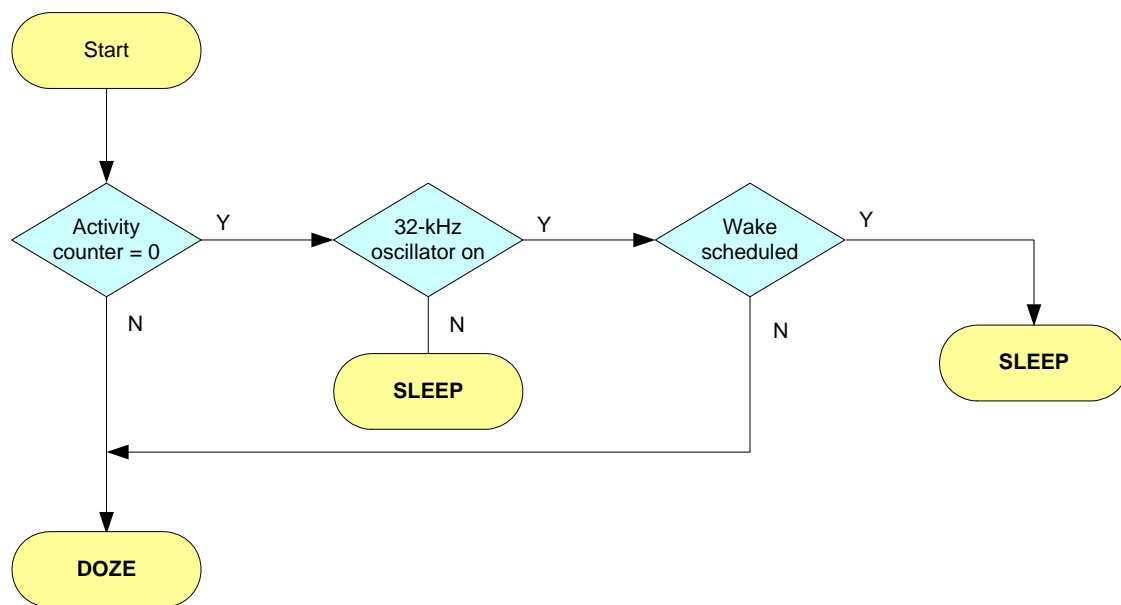 Start
Activity
counter = 0
Y
32-kHz
oscillator on
Y
Wake
scheduled
Y
N
N
N
SLEEP
SLEEP
DOZE